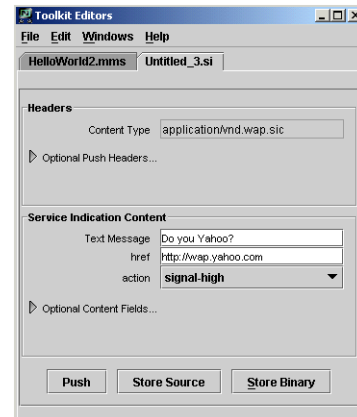 Toolkit Editors
File Edit Windows Help
HelloWorld2.mms Untitled_3.si
Headers
Content Type application/vnd.wap.sic
Optional Push Headers...
Service Indication Content
Text Message Do you Yahoo?
href http://wap.yahoo.com
action signal-high
Optional Content Fields...
Push Store Source Store Binary